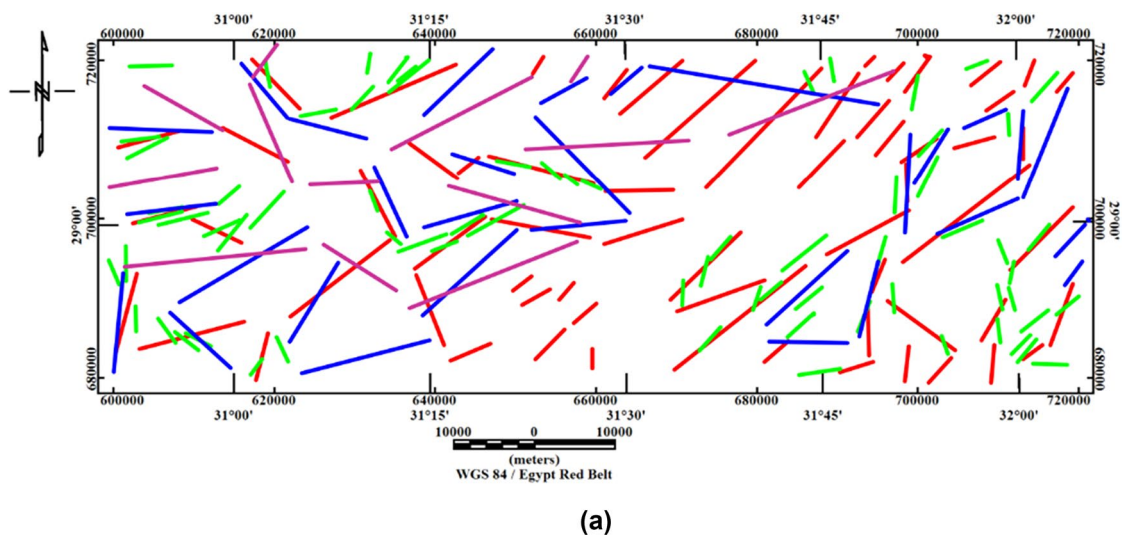 31°00' 31°15' 31°30' 31°45' 32°00'
600000 620000 640000 660000 680000 700000 720000
720000 720000
N
29°00' 700000 700000 29°00'
680000 680000
600000 620000 640000 660000 680000 700000 720000
31°00' 31°15' 31°30' 31°45' 32°00'
10000 0 10000
(meters)
WGS 84 / Egypt Red Belt
(a)